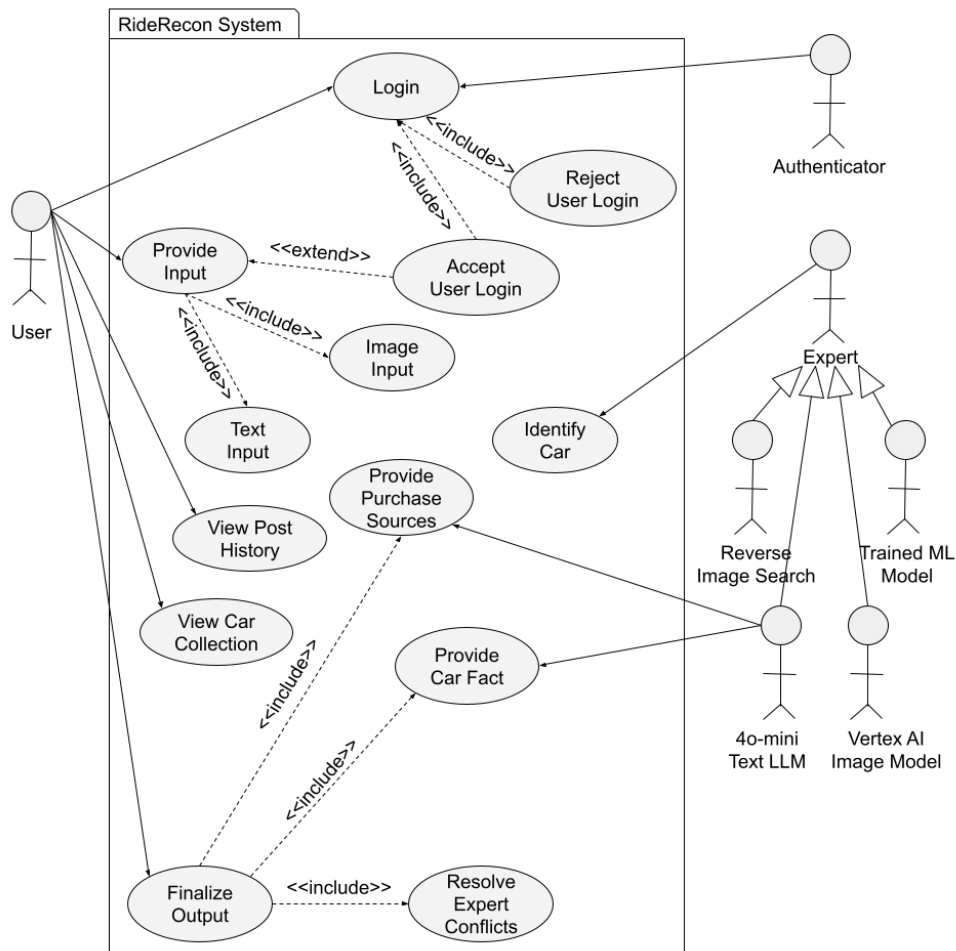 RideRecon System
Login
<<include>>
<<include>>
Reject
User Login
Authenticator
Provide
Input
<<extend>>
Accept
User Login
User
<<include>>
<<include>>
Image
Input
Expert
Text
Input
Identify
Car
Provide
Purchase
Sources
View Post
History
Reverse
Image Search
Trained ML
Model
View Car
Collection
<<include>>
Provide
Car Fact
<<include>>
4o-mini
Text LLM
Vertex AI
Image Model
Finalize
Output
<<include>>
Resolve
Expert
Conflicts